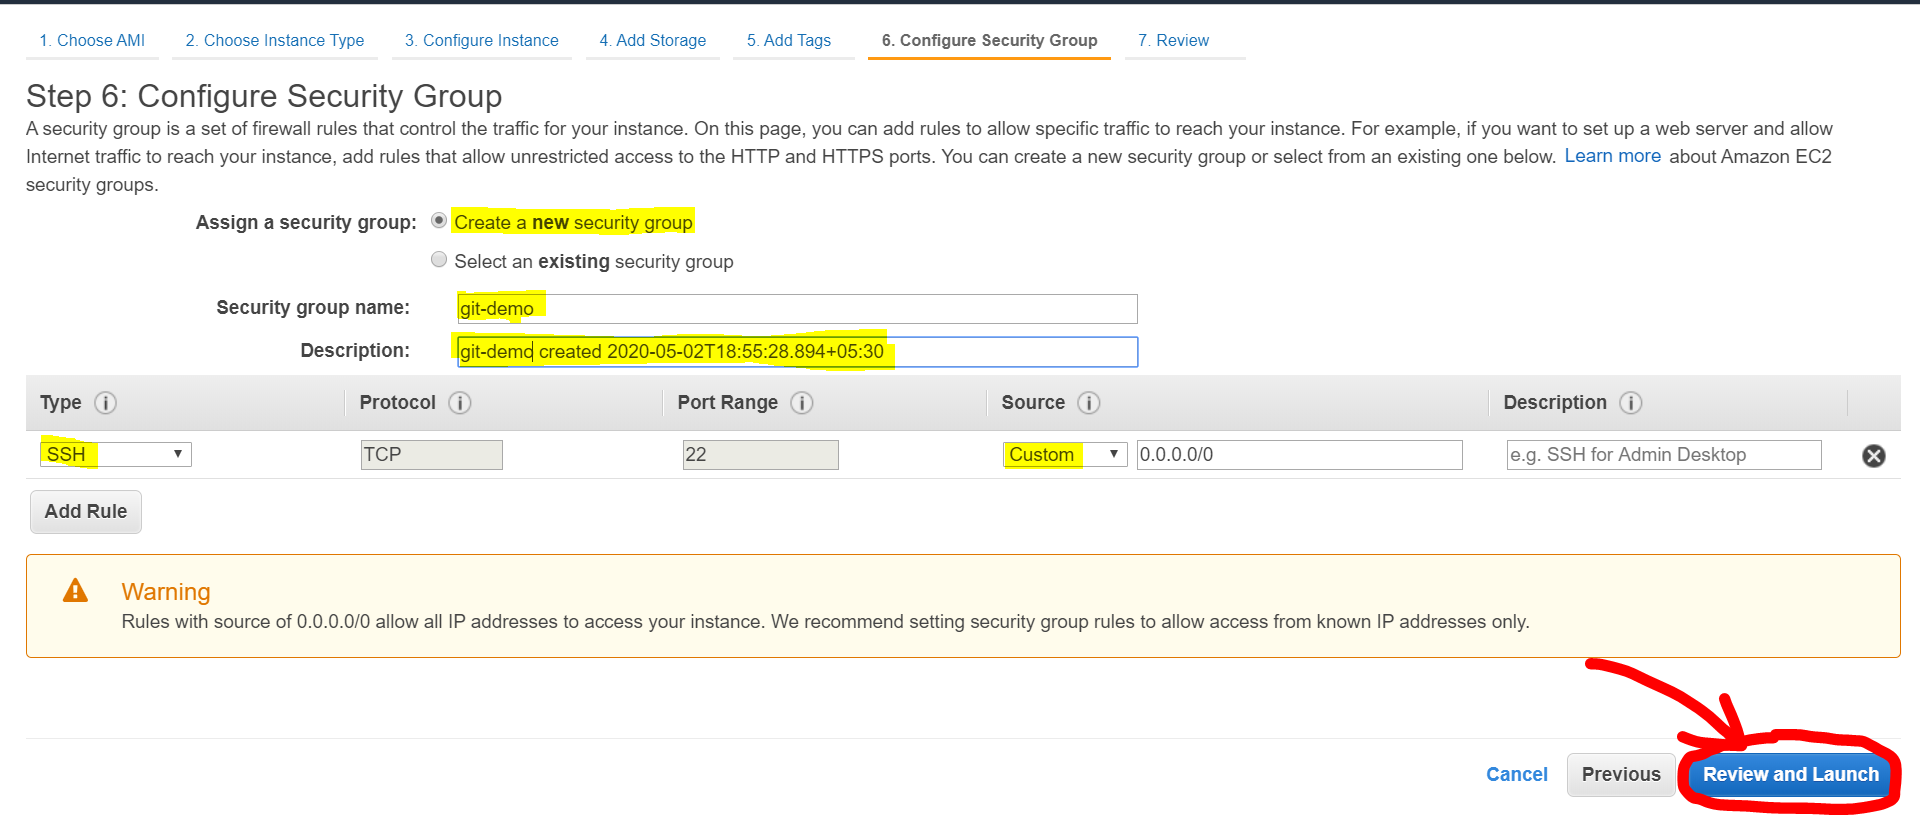 1. Choose AMI 2. Choose Instance Type 3. Configure Instance 4. Add Storage 5. Add Tags 6. Configure Security Group 7. Review
Step 6: Configure Security Group
A security group is a set of firewall rules that control the traffic for your instance. On this page, you can add rules to allow specific traffic to reach your instance. For example, if you want to set up a web server and allow
Internet traffic to reach your instance, add rules that allow unrestricted access to the HTTP and HTTPS ports. You can create a new security group or select from an existing one below. Learn more about Amazon EC2
security groups.
Assign a security group: Create a new security group
Select an existing security group
Security group name: git-demo
Description: git-demo created 2020-05-02T18:55:28.894+05:30
Type Protocol Port Range Source Description
SSH TCP 22 Custom 0.0.0.0/0 e.g. SSH for Admin Desktop
Add Rule
Warning
Rules with source of 0.0.0.0/0 allow all IP addresses to access your instance. We recommend setting security group rules to allow access from known IP addresses only.
Cancel Previous Review and Launch